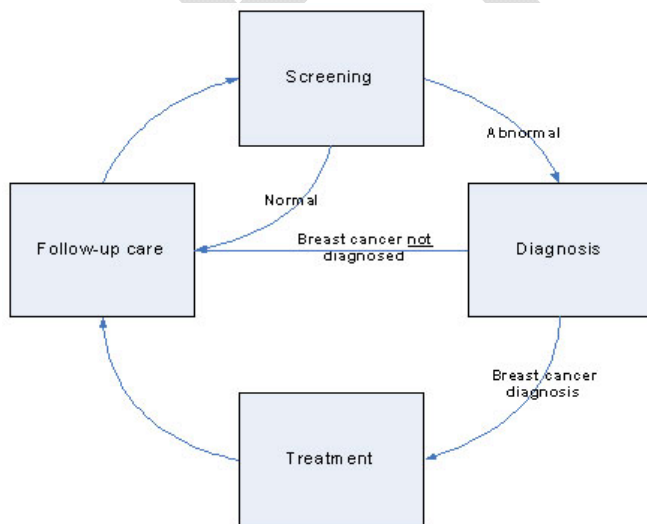 Screening
Abnormal
Normal
Follow-up care
Breast cancer not
diagnosed
Diagnosis
Breast cancer
diagnosis
Treatment